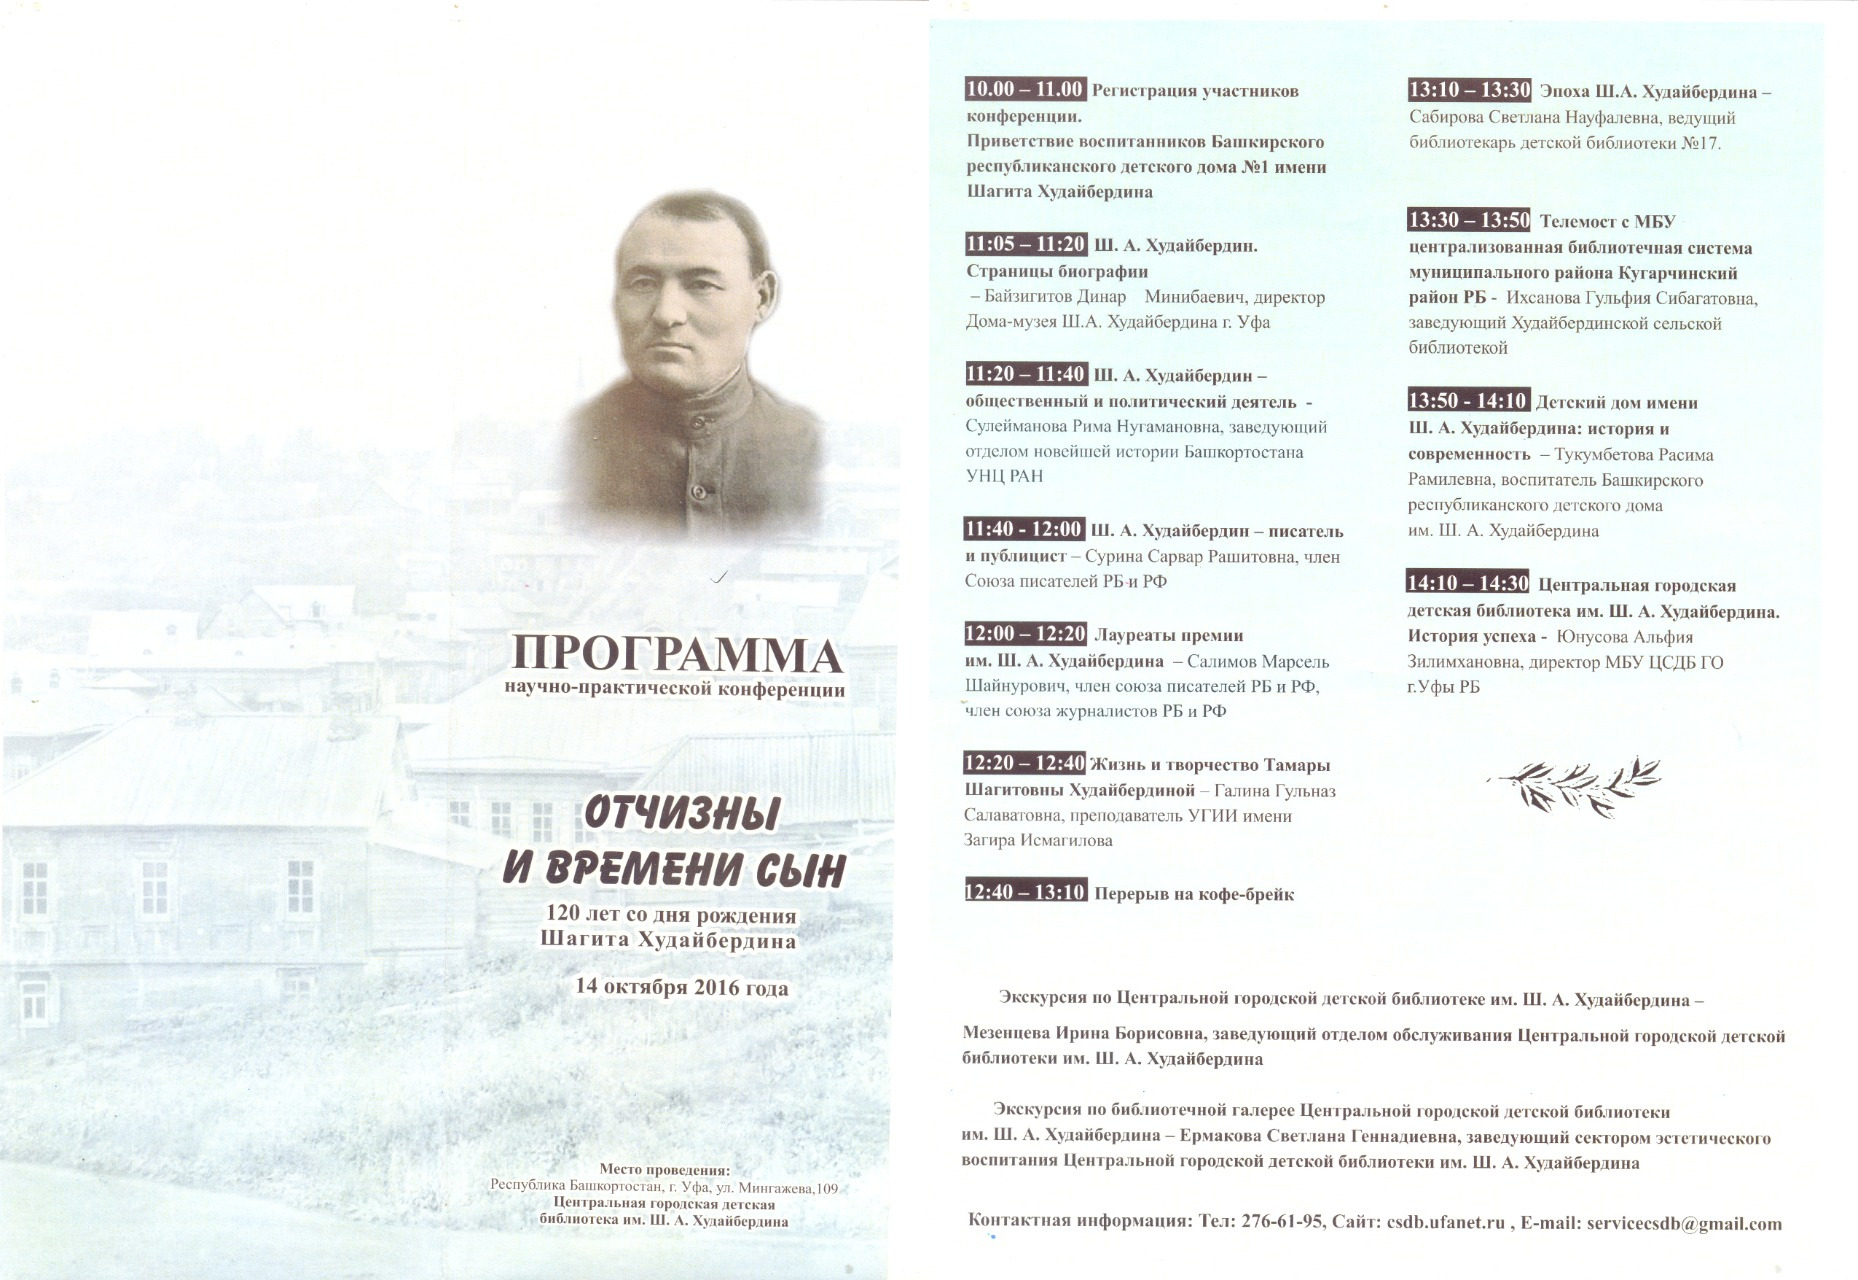 ПРОГРАММА
научно-практической конференции
ОТЧИЗНЫ
И ВРЕМЕНИ СЫН
120 лет со дня рождения
Шагита Худайбердина
14 октября 2016 года
Место проведения:
Республика Башкортостан, г. Уфа, ул. Мингажева,109
Центральная городская детская
библиотека им. Ш. А. Худайбердина
10.00 – 11.00 Регистрация участников
конференции.
Приветствие воспитанников Башкирского
республиканского детского дома №1 имени
Шагита Худайбердина
11:05 – 11:20 Ш. А. Худайбердин.
Страницы биографии
– Байзигитов Динар Минибаевич, директор
Дома-музея Ш.А. Худайбердина г. Уфа
11:20 – 11:40 Ш. А. Худайбердин –
общественный и политический деятель -
Сулейманова Рима Нугамановна, заведующий
отделом новейшей истории Башкортостана
УНЦ РАН
11:40 - 12:00 Ш. А. Худайбердин – писатель
и публицист – Сурина Сарвар Рашитовна, член
Союза писателей РБ и РФ
12:00 – 12:20 Лауреаты премии
им. Ш. А. Худайбердина – Салимов Марсель
Шайнурович, член союза писателей РБ и РФ,
член союза журналистов РБ и РФ
12:20 – 12:40 Жизнь и творчество Тамары
Шагитовны Худайбердиной – Галина Гульназ
Салаватовна, преподаватель УГИИ имени
Загира Исмагилова
12:40 – 13:10 Перерыв на кофе-брейк
13:10 – 13:30 Эпоха Ш.А. Худайбердина –
Сабирова Светлана Науфалевна, ведущий
библиотекарь детской библиотеки №17.
13:30 – 13:50 Телемост с МБУ
централизованная библиотечная система
муниципального района Кугарчинский
район РБ - Ихсанова Гульфия Сибагатовна,
заведующий Худайбердинской сельской
библиотекой
13:50 - 14:10 Детский дом имени
Ш. А. Худайбердина: история и
современность – Тукумбетова Расима
Рамилевна, воспитатель Башкирского
республиканского детского дома
им. Ш. А. Худайбердина
14:10 – 14:30 Центральная городская
детская библиотека им. Ш. А. Худайбердина.
История успеха - Юнусова Альфия
Зилимхановна, директор МБУ ЦСДБ ГО
г.Уфы РБ
Экскурсия по Центральной городской детской библиотеке им. Ш. А. Худайбердина –
Мезенцева Ирина Борисовна, заведующий отделом обслуживания Центральной городской детской
библиотеки им. Ш. А. Худайбердина
Экскурсия по библиотечной галерее Центральной городской детской библиотеки
им. Ш. А. Худайбердина – Ермакова Светлана Геннадиевна, заведующий сектором эстетического
воспитания Центральной городской детской библиотеки им. Ш. А. Худайбердина
Контактная информация: Тел: 276-61-95, Сайт: csdb.ufanet.ru , E-mail: servicecsdb@gmail.com